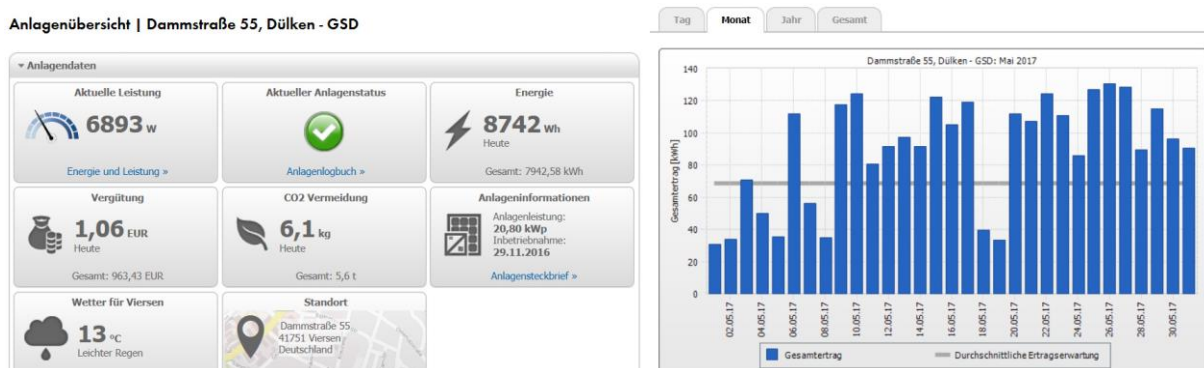 Anlagenübersicht | Dammstraße 55, Dülken - GSD
Anlagendaten
Aktuelle Leistung
6893 W
Energie und Leistung »
Aktueller Anlagenstatus
Anlagenlogbuch »
Energie
8742 Wh
Heute
Gesamt: 7942,58 kWh
Vergütung
1,06 EUR
Heute
Gesamt: 963,43 EUR
CO2 Vermeidung
6,1 kg
Heute
Gesamt: 5,6 t
Anlageninformationen
Anlagenleistung:
20,80 kWp
Inbetriebnahme:
29.11.2016
Anlagensteckbrief »
Wetter für Viersen
13 °C
Leichter Regen
Standort
Dammstraße 55
41751 Viersen
Deutschland
Tag Monat Jahr Gesamt
Dammstraße 55, Dülken - GSD: Mai 2017
Gesamtertrag [kWh]
140
120
100
80
60
40
20
0
02.05.17 04.05.17 06.05.17 08.05.17 10.05.17 12.05.17 14.05.17 16.05.17 18.05.17 20.05.17 22.05.17 24.05.17 26.05.17 28.05.17 30.05.17
Gesamtertrag Durchschnittliche Ertragserwartung